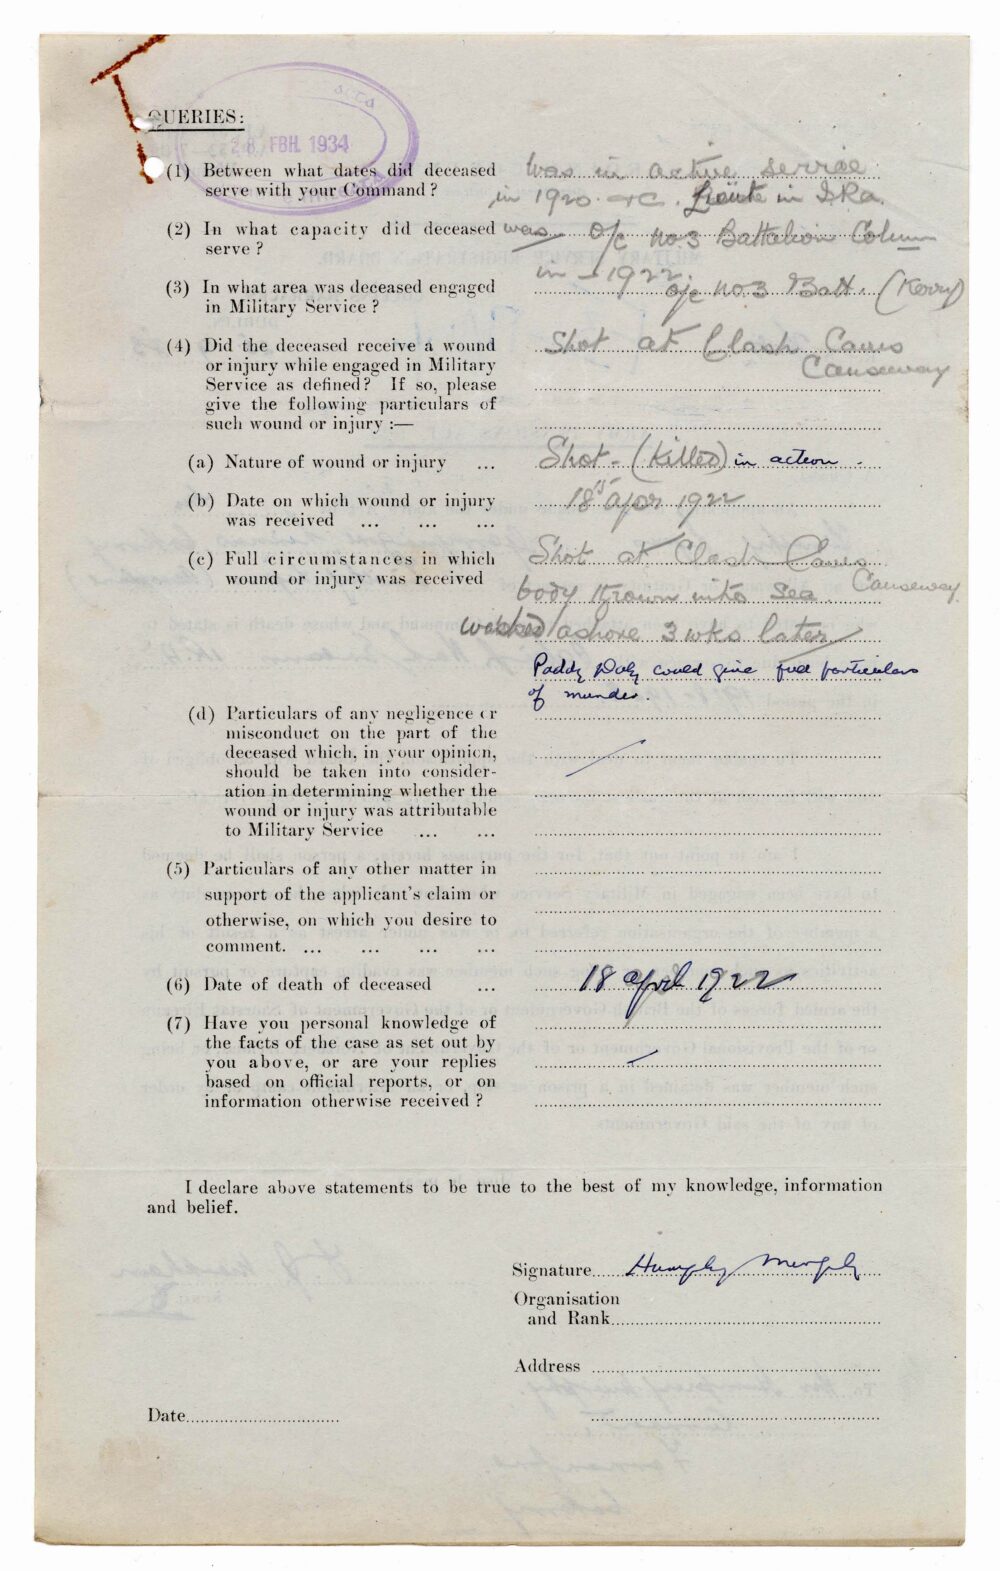 QUERIES:
28 FBH. 1934
(1) Between what dates did deceased serve with your Command?
was in active service
in 1920 &C. Lieute in IRa.
(2) In what capacity did deceased serve?
was O/c no.3 Battalion Column
in 1922
(3) In what area was deceased engaged in Military Service?
o/c no 3 Batt. (Kerry)
(4) Did the deceased receive a wound
or injury while engaged in Military
Service as defined? If so, please
give the following particulars of
such wound or injury :—
Shot at Clash Caves
Causeway
(a) Nature of wound or injury ...
Shot - (Killed) in action.
(b) Date on which wound or injury
was received ... ... ...
18th apr 1922
(c) Full circumstances in which
wound or injury was received
Shot at Clash Caves
Causeway.
body thrown into sea.
washed ashore 3 wks later
Paddy Daly could give full particulars
of murder.
(d) Particulars of any negligence or
misconduct on the part of the
deceased which, in your opinion,
should be taken into consider-
ation in determining whether the
wound or injury was attributable
to Military Service ... ...
(5) Particulars of any other matter in
support of the applicant's claim or
otherwise, on which you desire to
comment. ... ... ... ...
(6) Date of death of deceased ...
18 april 1922
(7) Have you personal knowledge of
the facts of the case as set out by
you above, or are your replies
based on official reports, or on
information otherwise received?
I declare above statements to be true to the best of my knowledge, information
and belief.
Signature Humphy Murphy
Organisation
and Rank
Address
Date